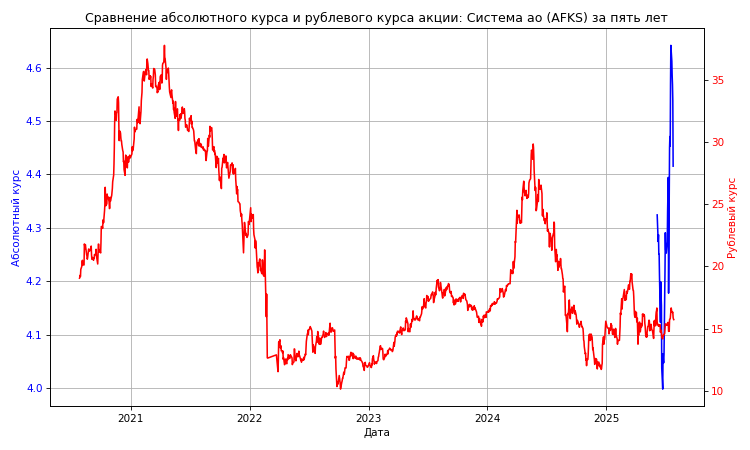 Сравнение абсолютного курса и рублевого курса акции: Система ао (AFKS) за пять лет
4.6
4.5
4.4
4.3
4.2
4.1
4.0
Абсолютный курс
35
30
25
20
15
10
Рублевый курс
2021 2022 2023 2024 2025
Дата